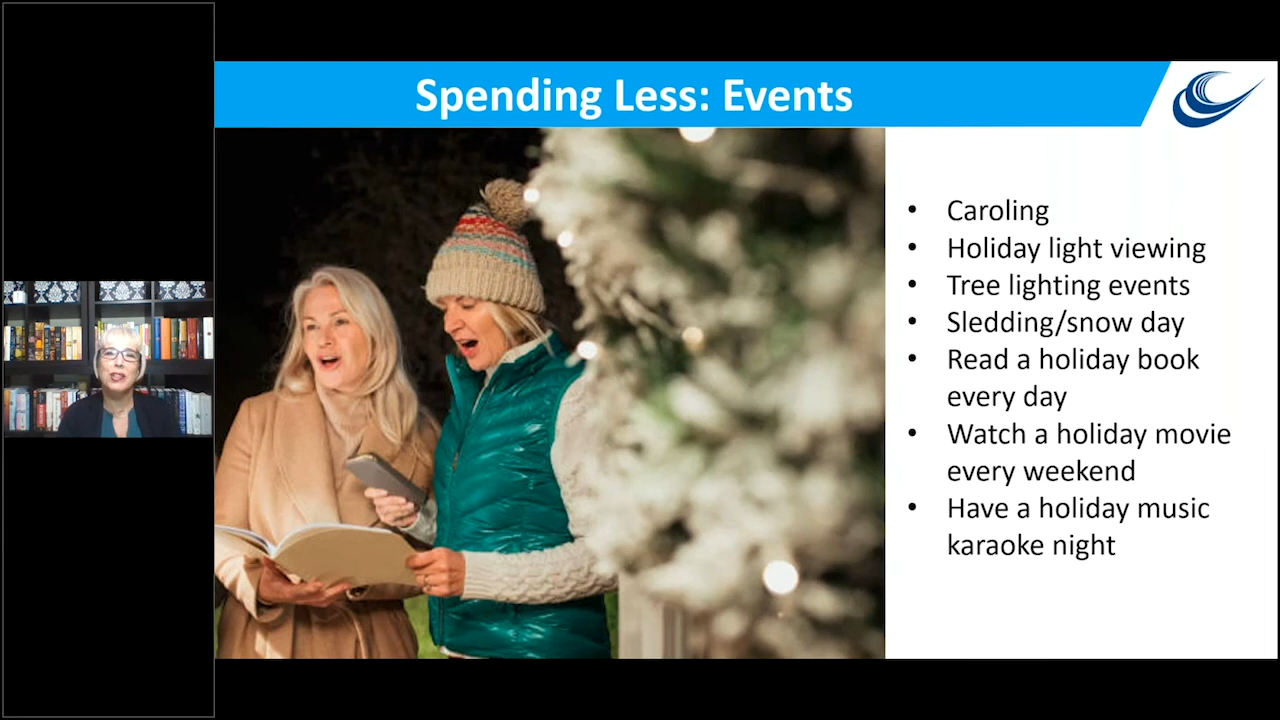 Spending Less: Events
• Caroling
• Holiday light viewing
• Tree lighting events
• Sledding/snow day
• Read a holiday book
every day
• Watch a holiday movie
every weekend
• Have a holiday music
karaoke night